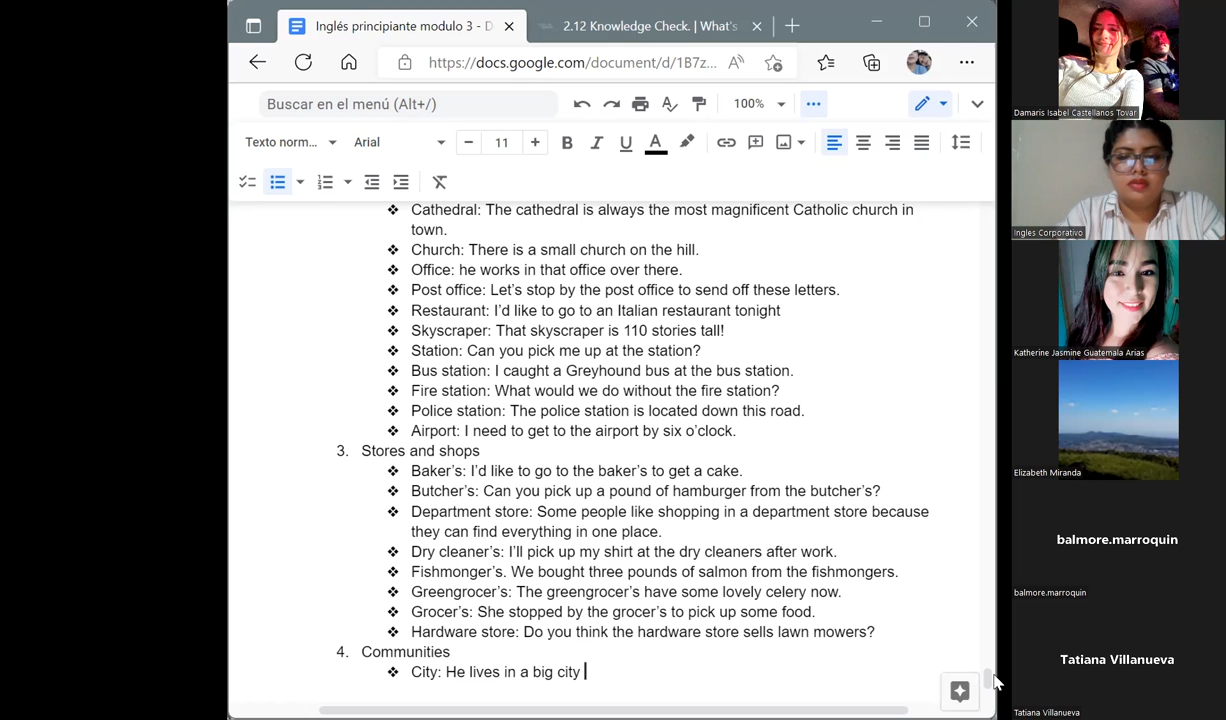 Inglés principiante modulo 3 - D
2.12 Knowledge Check. | What's
https://docs.google.com/document/d/1B7z...
Buscar en el menú (Alt+/)
100%
Texto norm...
Arial
11
Cathedral: The cathedral is always the most magnificent Catholic church in
town.
Church: There is a small church on the hill.
Office: he works in that office over there.
Post office: Let's stop by the post office to send off these letters.
Restaurant: I'd like to go to an Italian restaurant tonight
Skyscraper: That skyscraper is 110 stories tall!
Station: Can you pick me up at the station?
Bus station: I caught a Greyhound bus at the bus station.
Fire station: What would we do without the fire station?
Police station: The police station is located down this road.
Airport: I need to get to the airport by six o'clock.
3. Stores and shops
Baker's: I'd like to go to the baker's to get a cake.
Butcher's: Can you pick up a pound of hamburger from the butcher's?
Department store: Some people like shopping in a department store because
they can find everything in one place.
Dry cleaner's: I'll pick up my shirt at the dry cleaners after work.
Fishmonger's. We bought three pounds of salmon from the fishmongers.
Greengrocer's: The greengrocer's have some lovely celery now.
Grocer's: She stopped by the grocer's to pick up some food.
Hardware store: Do you think the hardware store sells lawn mowers?
4. Communities
City: He lives in a big city
Damaris Isabel Castellanos Tovar
Ingles Corporativo
Katherine Jasmine Guatemala Arias
Elizabeth Miranda
balmore.marroquin
balmore.marroquin
Tatiana Villanueva
Tatiana Villanueva